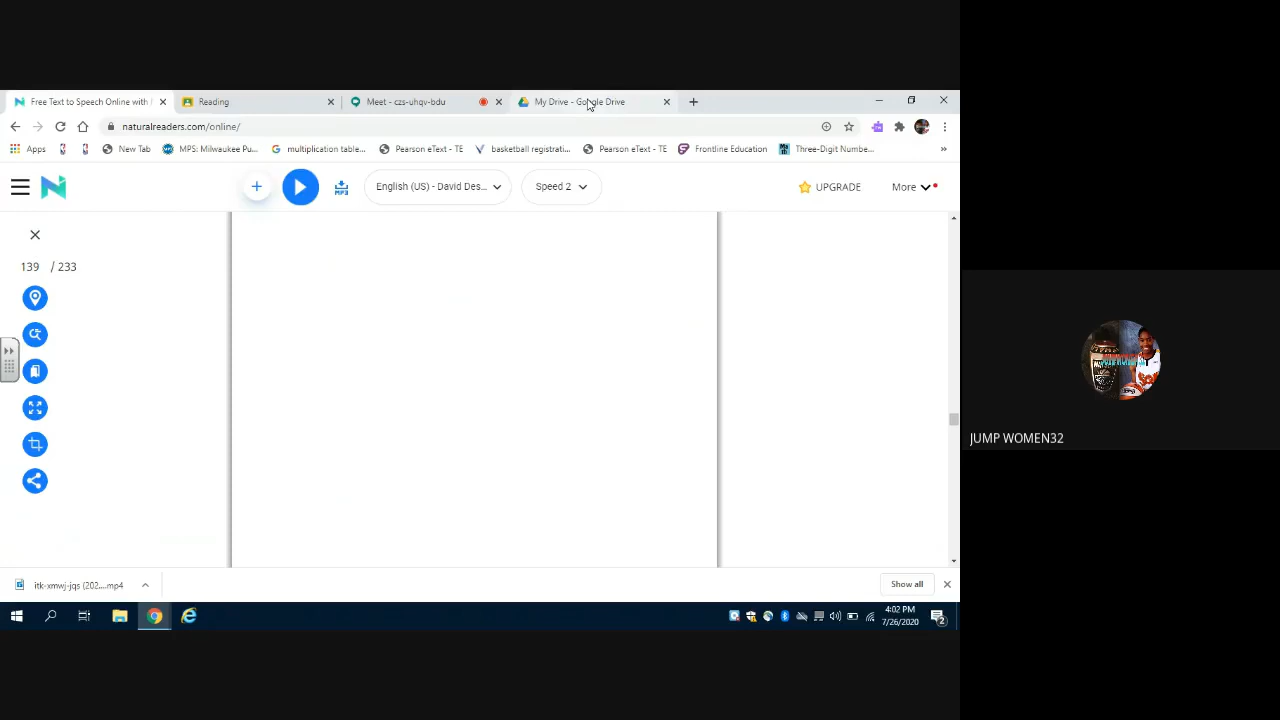 Free Text to Speech Online with
Reading
Meet - czs-uhqv-bdu
My Drive - Google Drive
naturalreaders.com/online/
Apps
New Tab
MPS: Milwaukee Pu...
multiplication table...
Pearson eText - TE
basketball registrati...
Pearson eText - TE
Frontline Education
Three-Digit Numbe...
»
MP3
English (US) - David Des...
Speed 2
UPGRADE
More
139 / 233
JUMP WOMEN32
itk-xmwj-jqs (202....mp4
Show all
4:02 PM
7/26/2020
2